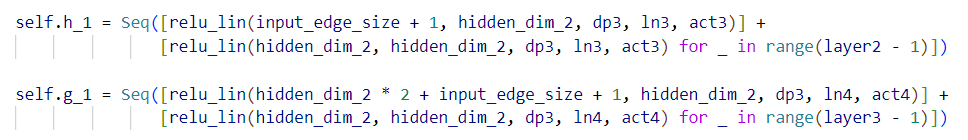 self.h_1 = Seq([relu_lin(input_edge_size + 1, hidden_dim_2, dp3, ln3, act3)] +
[relu_lin(hidden_dim_2, hidden_dim_2, dp3, ln3, act3) for _ in range(layer2 - 1)])
self.g_1 = Seq([relu_lin(hidden_dim_2 * 2 + input_edge_size + 1, hidden_dim_2, dp3, ln4, act4)] +
[relu_lin(hidden_dim_2, hidden_dim_2, dp3, ln4, act4) for _ in range(layer3 - 1)])